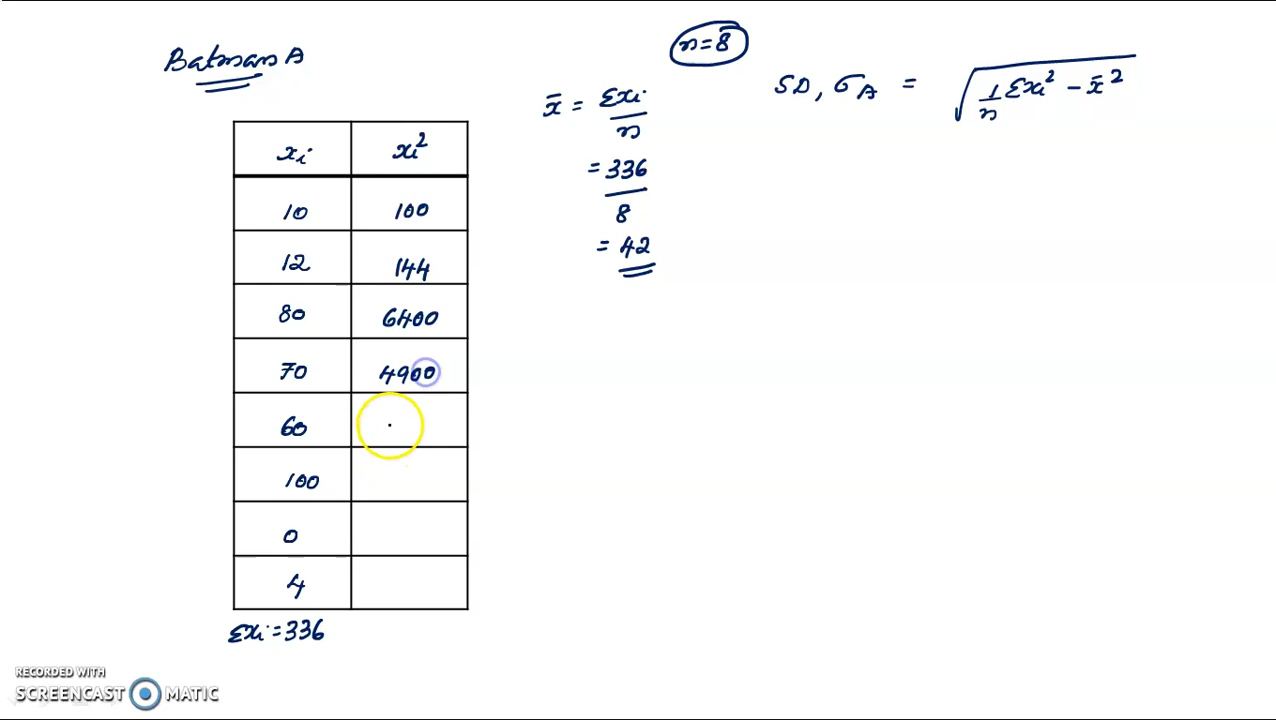 Batman A
n=8
x̄ = Σxi
n
= 336
8
= 42
SD, σA = √1/n Σxi² - x̄²
xi xi²
10 100
12 144
80 6400
70 4900
60
100
0
4
Σxi = 336
RECORDED WITH
SCREENCAST MATIC